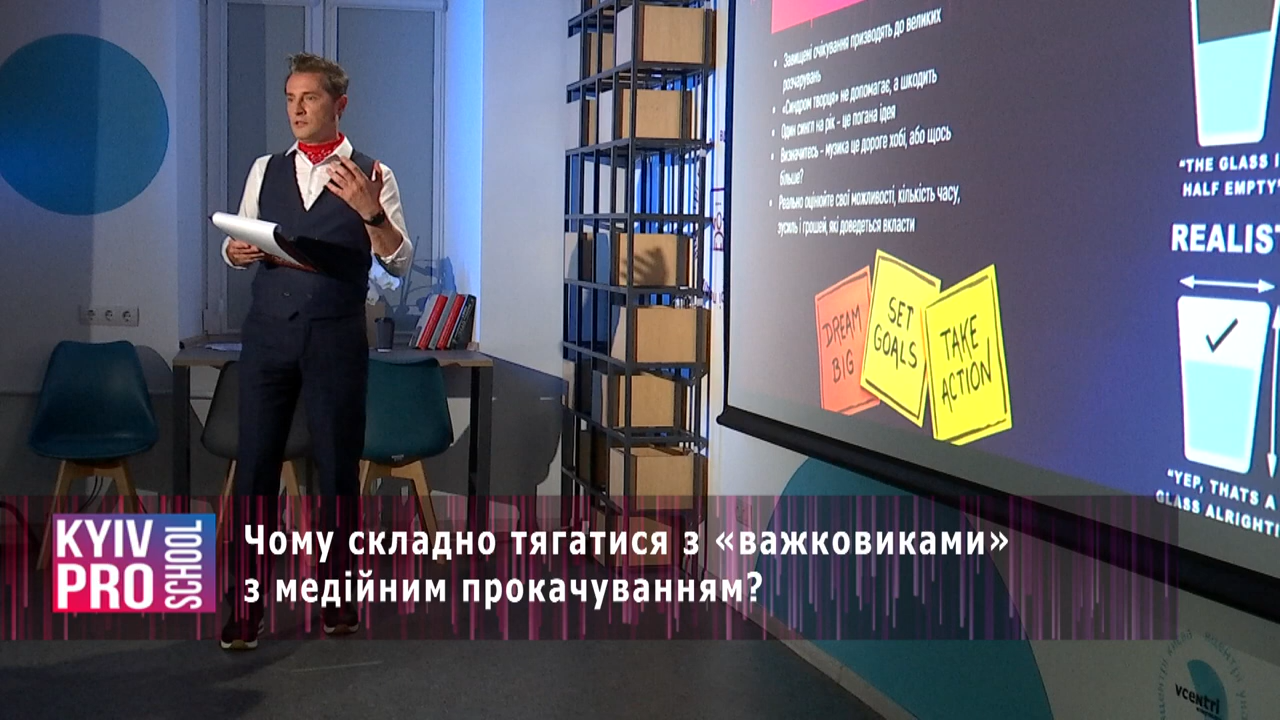 • Завищені очікування призводять до великих
розчарувань
• «Синдром творця» не допомагає, а шкодить
• Один сингл на рік – це погана ідея
• Визначитесь – музика це дороге хобі, або щось
більше?
• Реально оцінюйте свої можливості, кількість часу,
зусиль і грошей, які доведеться вкласти
DREAM
BIG
SET
GOALS
TAKE
ACTION
"THE GLASS I
HALF EMPTY"
REALIST
"YEP, THATS A
GLASS ALRIGHT
KYIV
PRO
SCHOOL
Чому складно тягатися з «важковиками»
з медійним прокачуванням?
vcentri